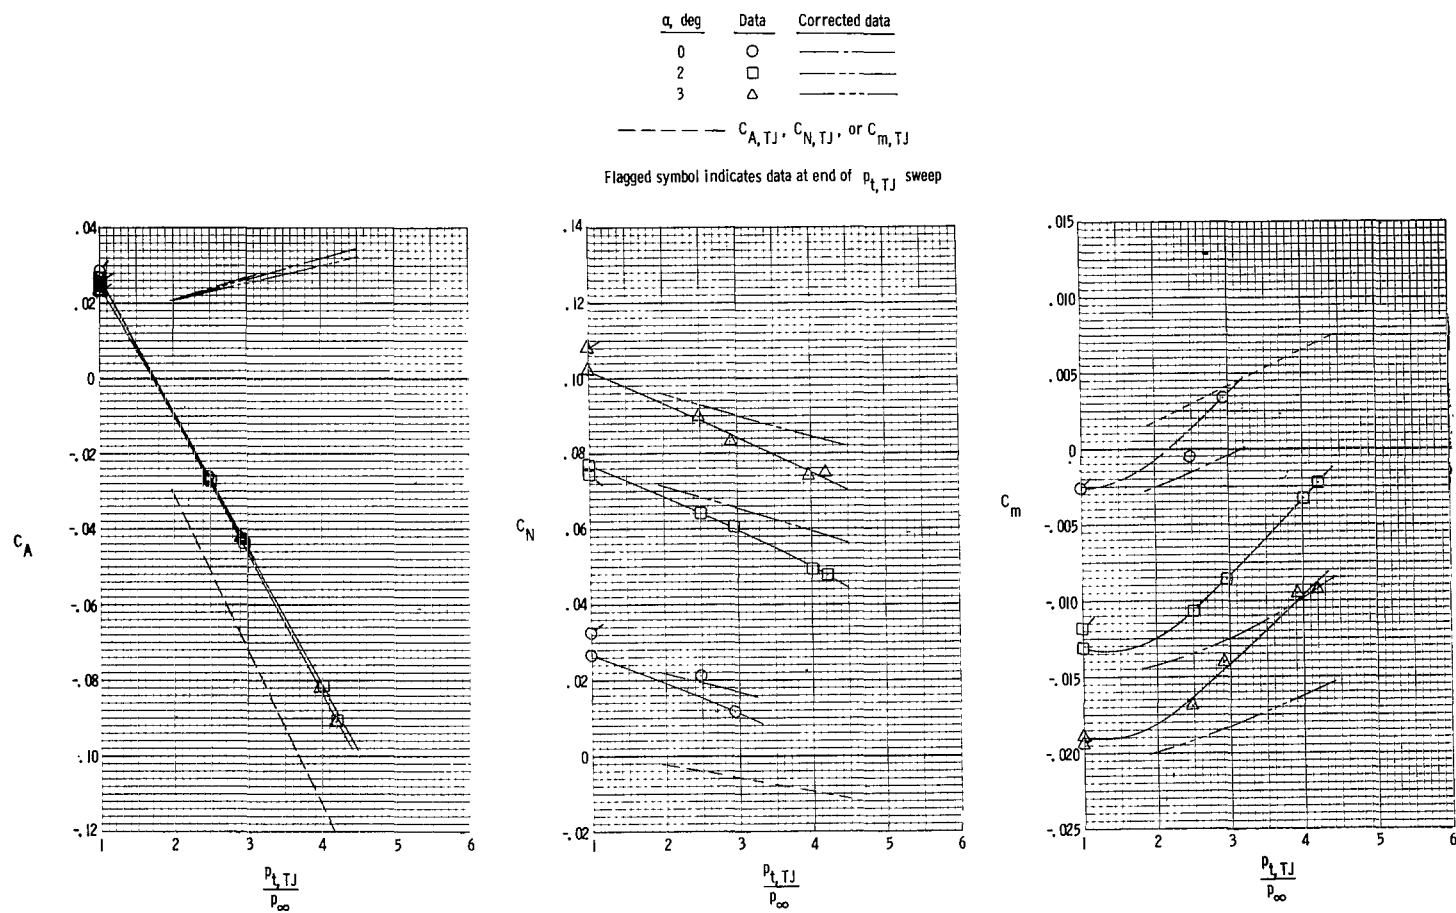 α, deg Data Corrected data
0
2
3
C_A,TJ, C_N,TJ, or C_m,TJ
Flagged symbol indicates data at end of p_t,TJ sweep
.04
.02
0
-.02
-.04
-.06
-.08
-.10
-.12
C_A
1 2 3 4 5 6
p_t,TJ
p_∞
.14
.12
.10
.08
.06
.04
.02
0
-.02
C_N
1 2 3 4 5 6
p_t,TJ
p_∞
.015
.010
.005
0
-.005
-.010
-.015
-.020
-.025
C_m
1 2 3 4 5 6
p_t,TJ
p_∞